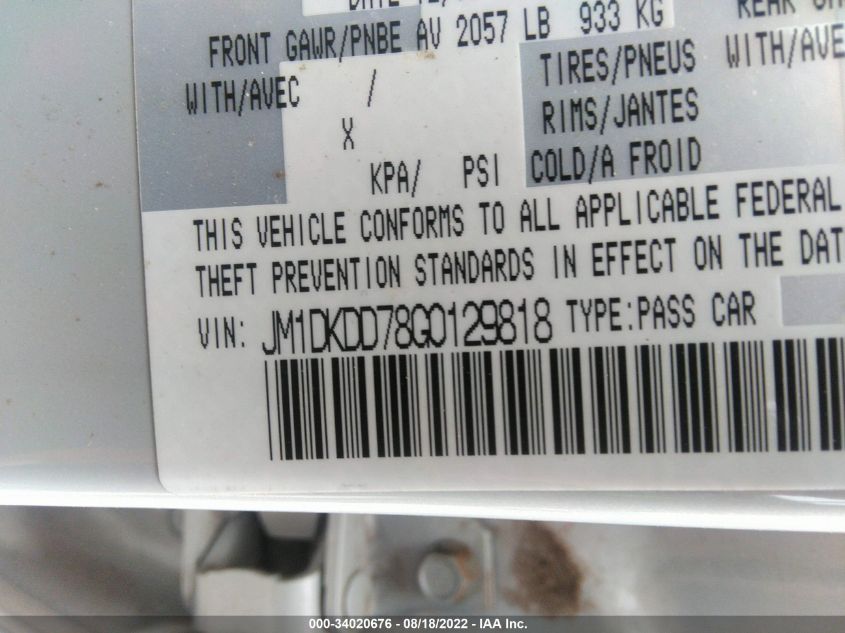 FRONT GAWR/PNBE AV 2057 LB 933 KG
WITH/AVEC /
X
KPA/ PSI
TIRES/PNEUS
RIMS/JANTES
COLD/A FROID
WITH/AVE
THIS VEHICLE CONFORMS TO ALL APPLICABLE FEDERAL
THEFT PREVENTION STANDARDS IN EFFECT ON THE DAT
VIN: JM1DKDD78G0129818 TYPE:PASS CAR
000-34020676 - 08/18/2022 - IAA Inc.